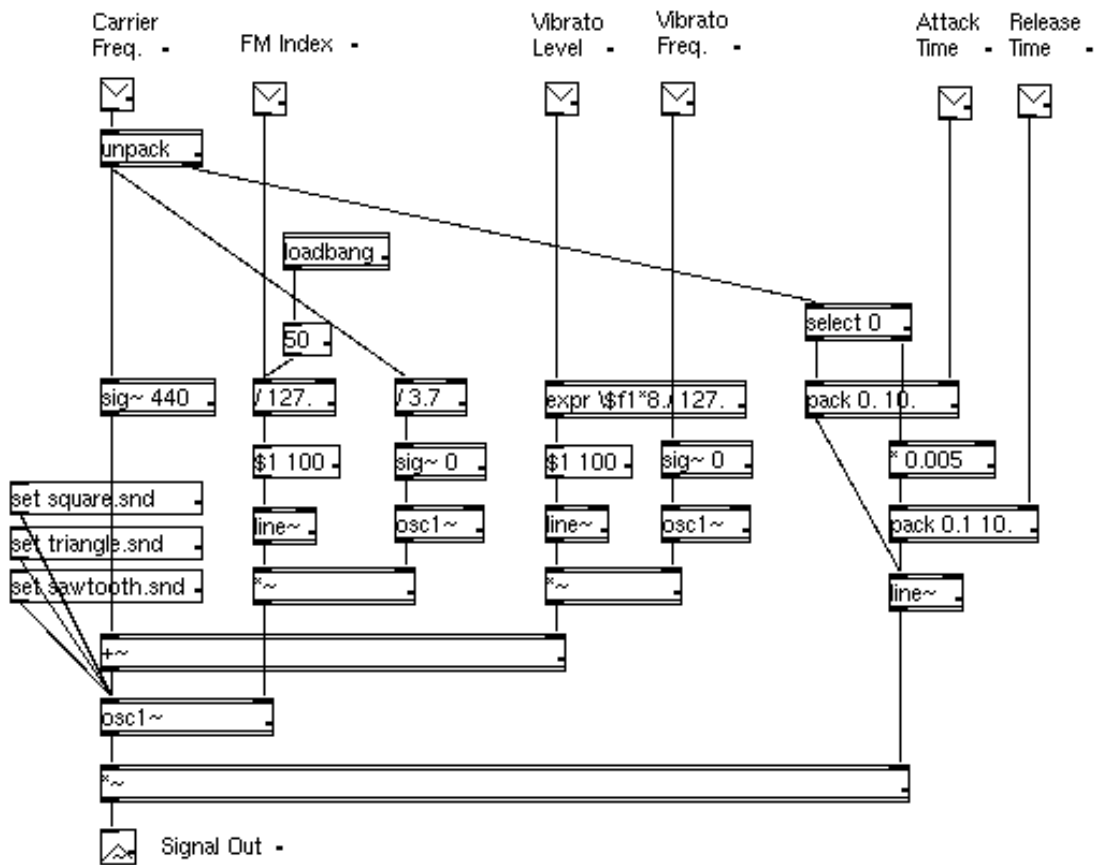 Carrier
Freq.
FM Index
Vibrato
Level
Vibrato
Freq.
Attack
Time
Release
Time
unpack
loadbang
50
select 0
sig~ 440
/ 127.
/ 3.7
expr \$f1*8./ 127.
pack 0. 10.
$1 100
sig~ 0
$1 100
sig~ 0
* 0.005
set square.snd
line~
osc1~
line~
osc1~
pack 0.1 10.
set triangle.snd
set sawtooth.snd
*~
*~
line~
+~
osc1~
*~
Signal Out